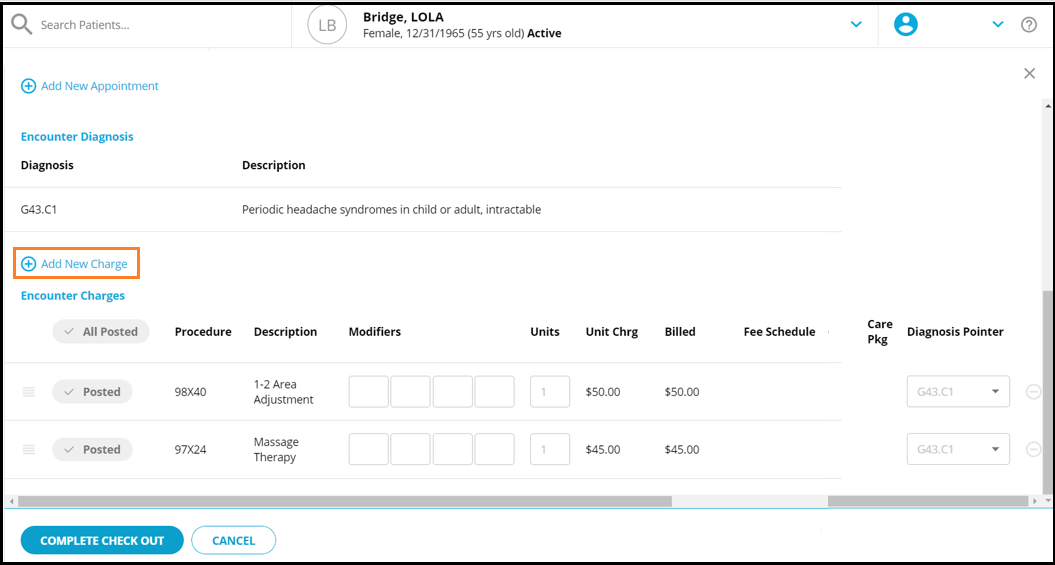 Search Patients...
LB
Bridge, LOLA
Female, 12/31/1965 (55 yrs old) Active
Add New Appointment
Encounter Diagnosis
Diagnosis Description
G43.C1 Periodic headache syndromes in child or adult, intractable
Add New Charge
Encounter Charges
All Posted Procedure Description Modifiers Units Unit Chrg Billed Fee Schedule Care Pkg Diagnosis Pointer
Posted 98X40 1-2 Area Adjustment 1 $50.00 $50.00 G43.C1
Posted 97X24 Massage Therapy 1 $45.00 $45.00 G43.C1
COMPLETE CHECK OUT CANCEL